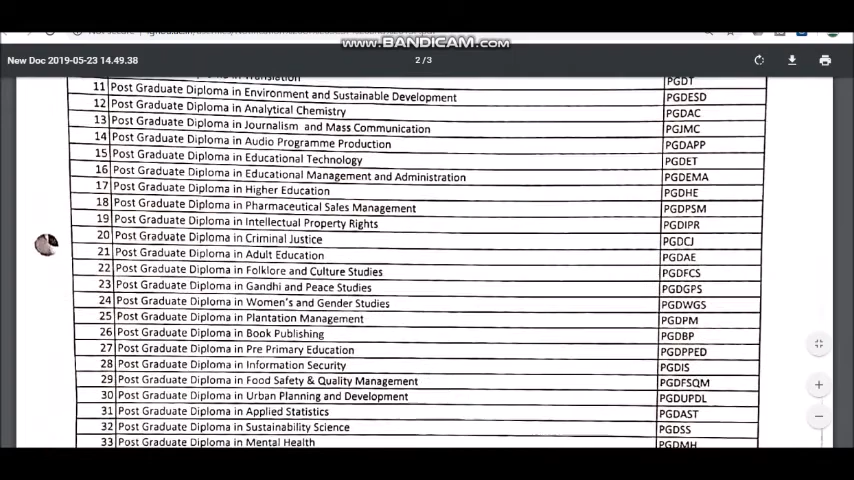 www.BANDICAM.com
New Doc 2019-05-23 14.49.38 2/3
Translation PGDT
11 Post Graduate Diploma in Environment and Sustainable Development PGDESD
12 Post Graduate Diploma in Analytical Chemistry PGDAC
13 Post Graduate Diploma in Journalism and Mass Communication PGJMC
14 Post Graduate Diploma in Audio Programme Production PGDAPP
15 Post Graduate Diploma in Educational Technology PGDET
16 Post Graduate Diploma in Educational Management and Administration PGDEMA
17 Post Graduate Diploma in Higher Education PGDHE
18 Post Graduate Diploma in Pharmaceutical Sales Management PGDPSM
19 Post Graduate Diploma in Intellectual Property Rights PGDIPR
20 Post Graduate Diploma in Criminal Justice PGDCJ
21 Post Graduate Diploma in Adult Education PGDAE
22 Post Graduate Diploma in Folklore and Culture Studies PGDFCS
23 Post Graduate Diploma in Gandhi and Peace Studies PGDGPS
24 Post Graduate Diploma in Women's and Gender Studies PGDWGS
25 Post Graduate Diploma in Plantation Management PGDPM
26 Post Graduate Diploma in Book Publishing PGDBP
27 Post Graduate Diploma in Pre Primary Education PGDPPED
28 Post Graduate Diploma in Information Security PGDIS
29 Post Graduate Diploma in Food Safety & Quality Management PGDFSQM
30 Post Graduate Diploma in Urban Planning and Development PGDUPDL
31 Post Graduate Diploma in Applied Statistics PGDAST
32 Post Graduate Diploma in Sustainability Science PGDSS
33 Post Graduate Diploma in Mental Health PGDMH